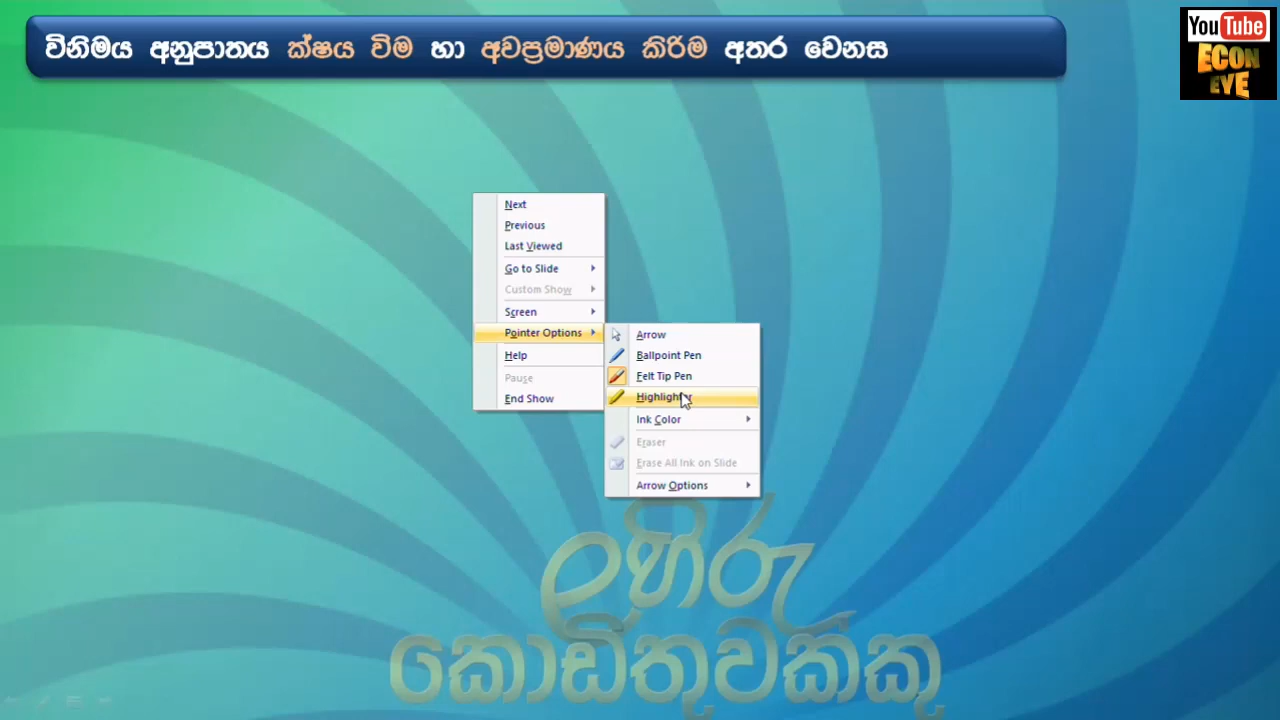 විනිමය අනුපාතය ක්ෂය විම හා අවප්‍රමාණය කිරිම අතර වෙනස
YouTube
ECON
EYE
Next
Previous
Last Viewed
Go to Slide
Custom Show
Screen
Pointer Options
Help
Pause
End Show
Arrow
Ballpoint Pen
Felt Tip Pen
Highlighter
Ink Color
Eraser
Erase All Ink on Slide
Arrow Options
ලහිරු
කොඩිතුවක්කු